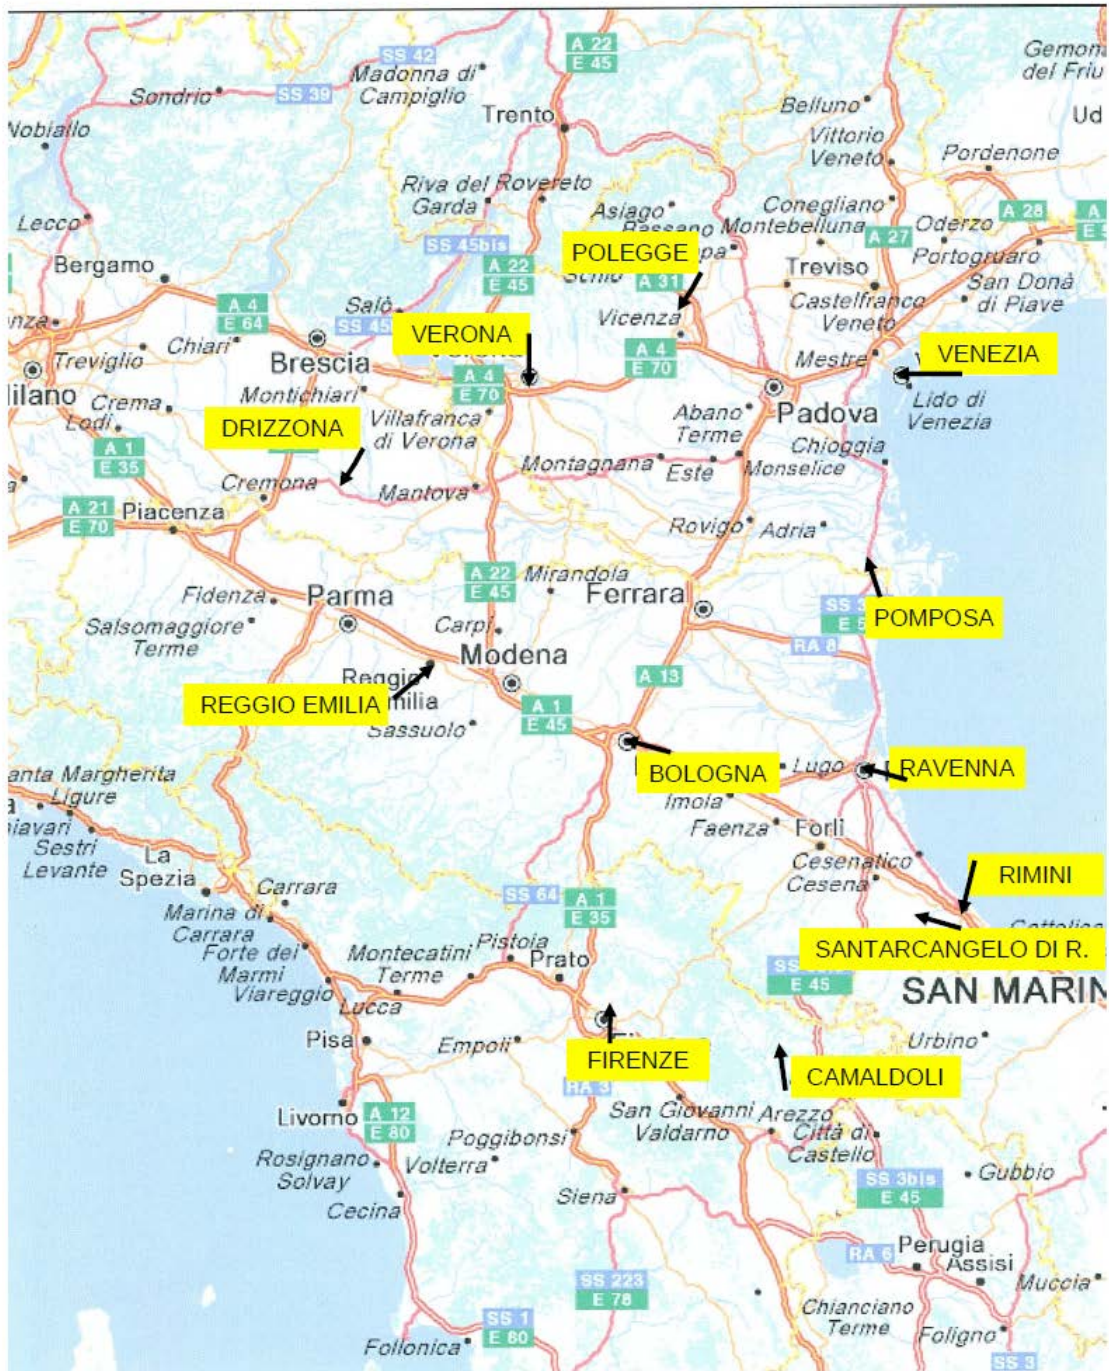 A 22
E 45
SS 42
Gemon
del Friu
Madonna di
Campiglio
Sondrio
SS 39
Belluno
Trento
Ud
Nobiallo
Vittorio
Veneto
Pordenone
Riva del
Garda
Rovereto
Asiago
Conegliano
A 28
Lecco
Bassano
Montebelluna
Oderzo
A 27
SS 45bis
POLEGGE
Portogruaro
Bergamo
A 22
E 45
Schio
A 31
Treviso
San Donà
di Piave
A 4
E 64
Salò
Castelfranco
Veneto
SS 45
VERONA
Vicenza
Treviglio
Chiari
Brescia
A 4
E 70
Mestre
VENEZIA
Montichiari
A 4
E 70
Lido di
Venezia
Crema
Lodi
Villafranca
di Verona
Abano
Terme
Padova
DRIZZONA
A 1
E 35
Chioggia
Montagnana
Este
Monselice
Cremona
Mantova
A 21
E 70
Piacenza
Rovigo
Adria
A 22
E 45
Mirandola
Fidenza
Parma
Ferrara
SS 3
POMPOSA
Salsomaggiore
Terme
Carpi
RA 8
Modena
Reggio
A 13
REGGIO EMILIA
A 1
E 45
Sassuolo
BOLOGNA
Lugo
RAVENNA
Imola
anta Margherita
Ligure
Faenza
Forlì
iavari
Sestri
Levante
La
Spezia
Cesenatico
Cesena
RIMINI
Carrara
SS 64
A 1
E 35
Marina di
Carrara
Cattolica
SANTARCANGELO DI R.
Forte dei
Marmi
Montecatini
Terme
Pistoia
Prato
E 45
SAN MARIN
Viareggio
Lucca
Pisa
Empoli
Urbino
FIRENZE
CAMALDOLI
RA 3
Livorno
A 12
E 80
San Giovanni
Valdarno
Arezzo
Poggibonsi
Città di
Castello
Rosignano
Solvay
Volterra
Gubbio
SS 3bis
E 45
Siena
Cecina
RA 6
Perugia
Assisi
SS 223
E 78
Muccia
Chianciano
Terme
SS 1
E 80
Foligno
Follonica
SS 3